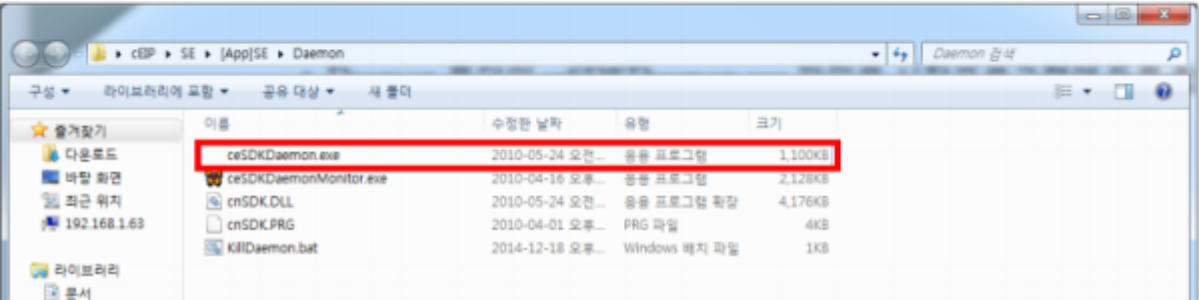 cEIP ▸ SE ▸ [App]SE ▸ Daemon
Daemon 검색
구성 ▼ 라이브러리에 포함 ▼ 공유 대상 ▼ 새 폴더
이름 수정한 날짜 유형 크기
즐겨찾기
다운로드
바탕 화면
최근 위치
192.168.1.63
라이브러리
문서
ceSDKDaemon.exe 2010-05-24 오전... 응용 프로그램 1,100KB
ceSDKDaemonMonitor.exe 2010-04-16 오후... 응용 프로그램 2,128KB
cnSDK.DLL 2010-05-24 오전... 응용 프로그램 확장 4,176KB
cnSDK.PRG 2010-04-01 오후... PRG 파일 4KB
KillDaemon.bat 2014-12-18 오후... Windows 배치 파일 1KB